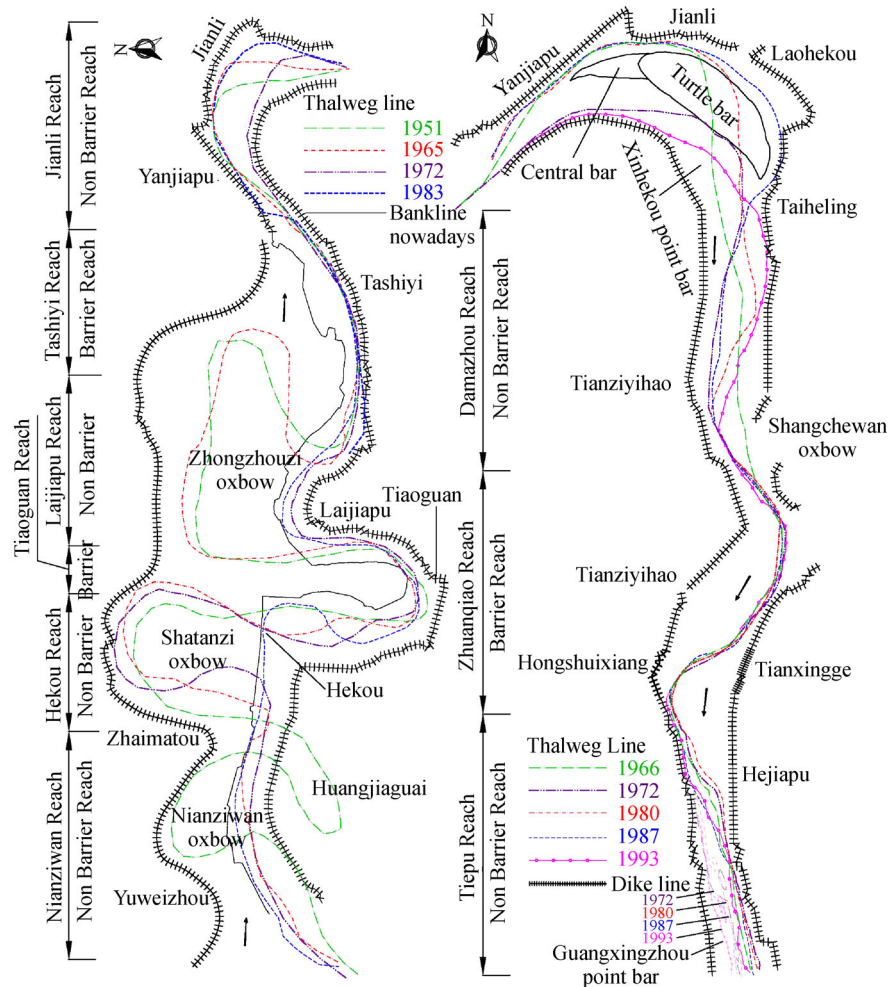 N
Jianli
Thalweg line
1951
1965
1972
1983
Bankline
nowadays
Yanjiapu
Tashiyi
Zhongzhouzi
oxbow
Laijiapu
Tiaoguan
Shatanzi
oxbow
Hekou
Zhaimatou
Huangjiaguai
Nianziwan
oxbow
Yuweizhou
Jianli Reach
Non Barrier Reach
Tashiyi Reach
Barrier Reach
Laijiapu Reach
Non Barrier
Tiaoguan Reach
Barrier
Hekou Reach
Non Barrier
Nianziwan Reach
Non Barrier Reach
N
Jianli
Yanjiapu
Laohekou
Turtle bar
Central bar
Xinhekou point bar
Taiheling
Damazhou Reach
Non Barrier Reach
Tianziyihao
Shangchewan
oxbow
Zhuanqiao Reach
Barrier Reach
Tianziyihao
Hongshuixiang
Tianxingge
Tiepu Reach
Non Barrier Reach
Hejiapu
Thalweg Line
1966
1972
1980
1987
1993
Dike line
1972
1980
1987
1993
Guangxingzhou
point bar